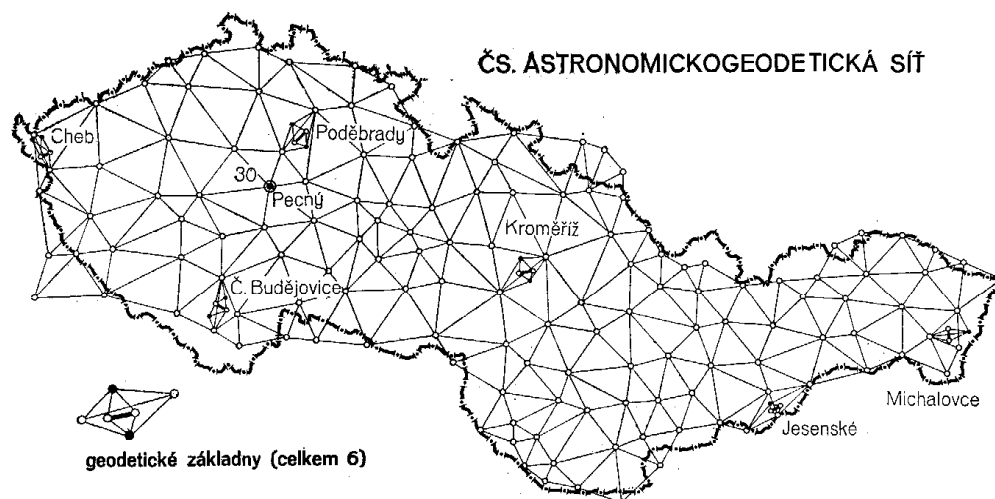 ČS. ASTRONOMICKOGEODETICKÁ SÍŤ
Cheb
Poděbrady
30
Pecný
Kroměříž
Č. Budějovice
Michalovce
Jesenské
geodetické základny (celkem 6)